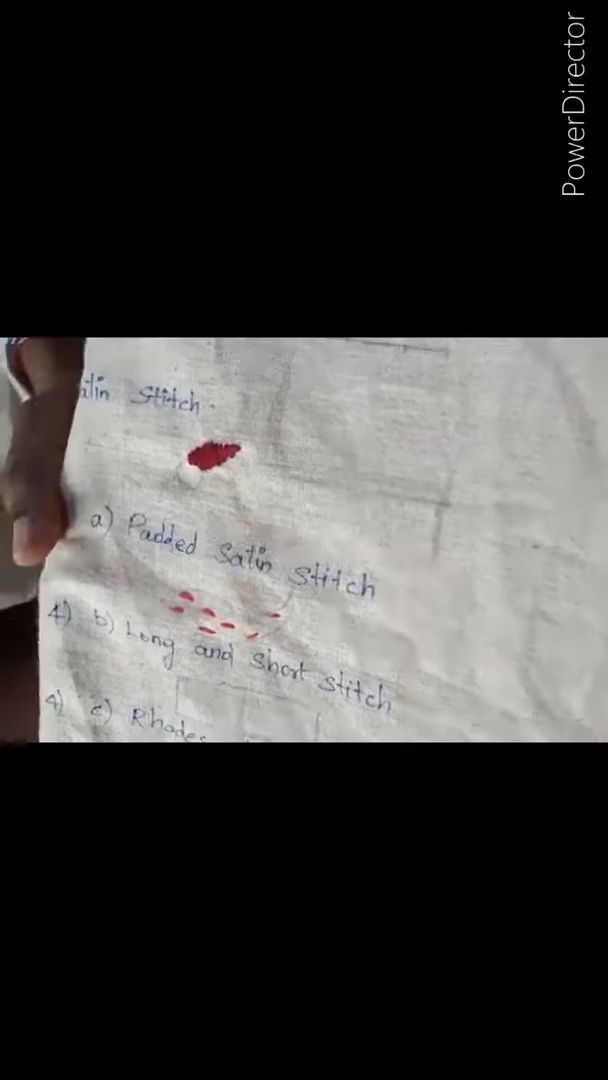 PowerDirector
Stitch.
a) Padded Satin Stitch
4) b) Long and Short Stitch
4) c)